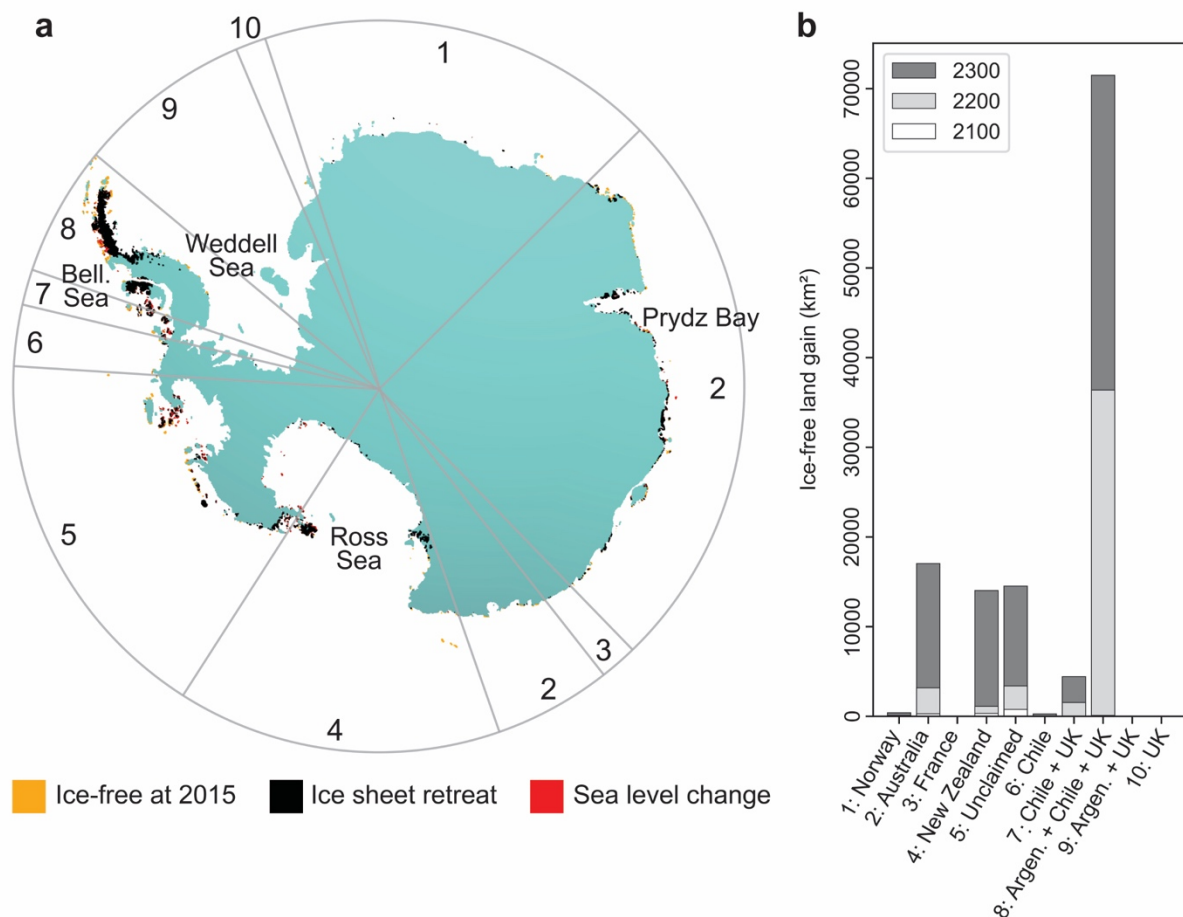 a
10
1
9
8
Weddell
Sea
Bell.
Sea
7
Prydz Bay
6
2
5
Ross
Sea
3
2
4
Ice-free at 2015
Ice sheet retreat
Sea level change
b
2300
2200
2100
Ice-free land gain (km²)
70000
60000
50000
40000
30000
20000
10000
0
1: Norway
2: Australia
3: France
4: New Zealand
5: Unclaimed
6: Chile
7: Chile + UK
8: Argen. + Chile + UK
9: Argen. + UK
10: UK